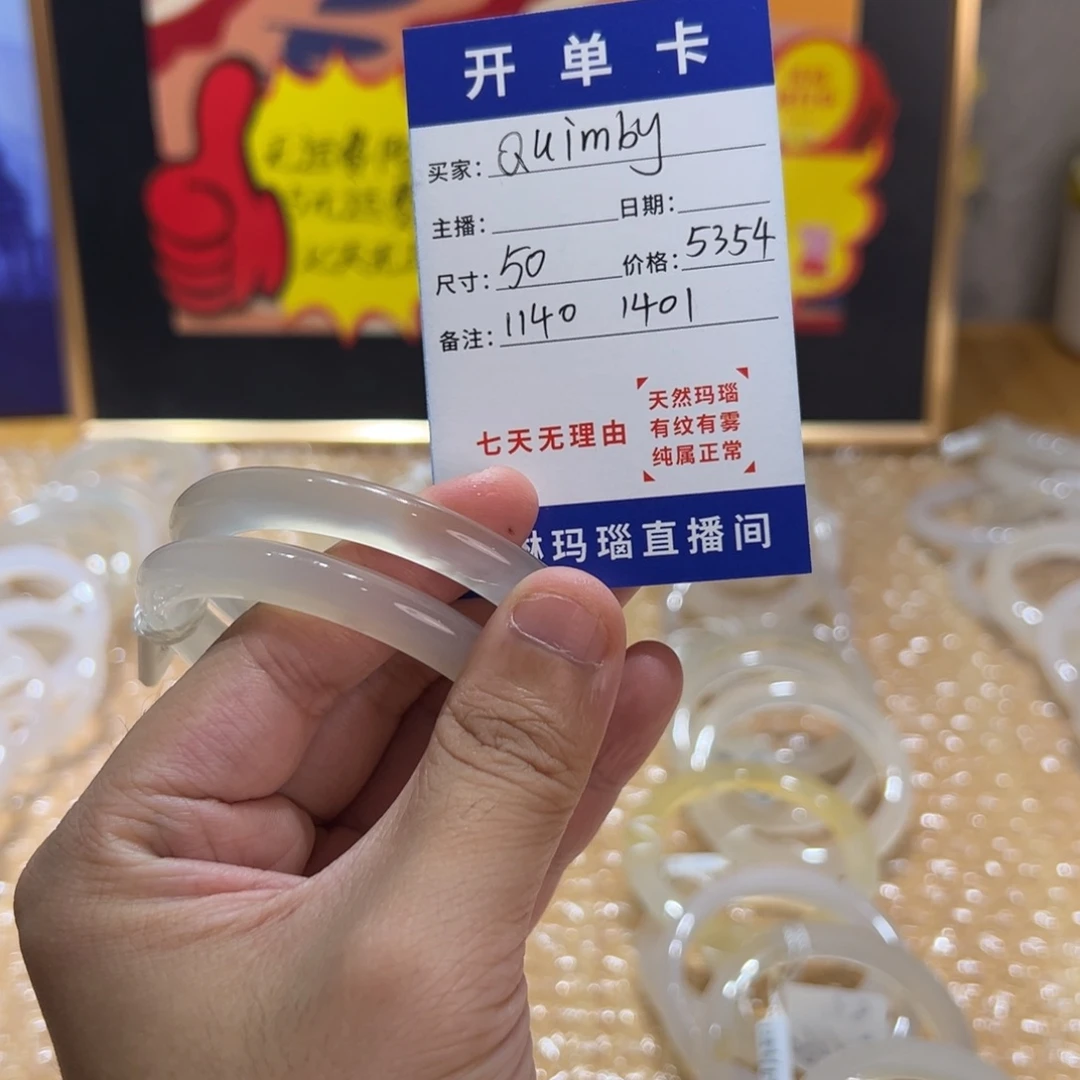 开单卡
买家: Quimby
主播: 日期:
尺寸: 50 价格: 5354
备注: 1140 1401
天然玛瑙
有纹有雾
七天无理由
纯属正常
玛瑙直播间